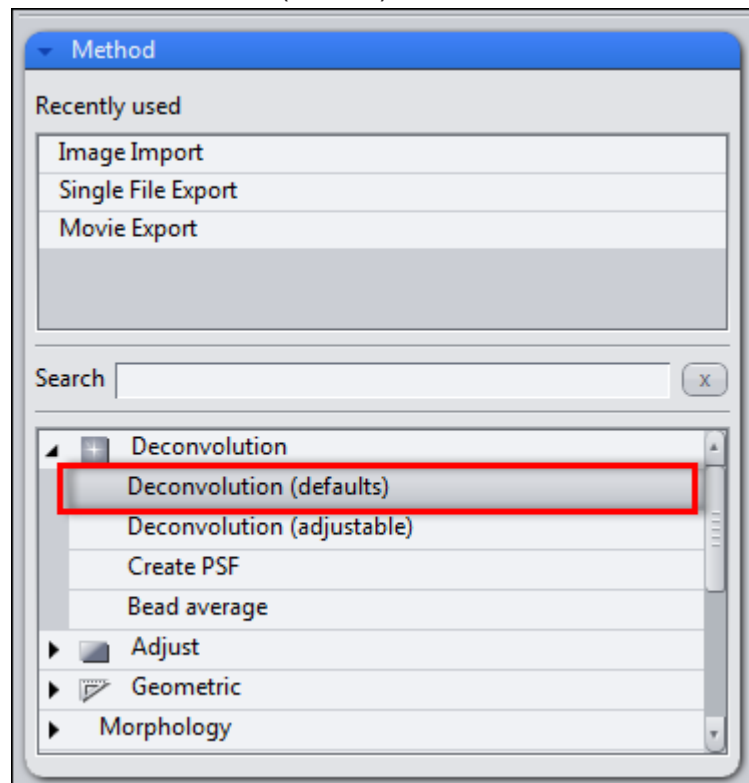 Method
Recently used
Image Import
Single File Export
Movie Export
Search
x
Deconvolution
Deconvolution (defaults)
Deconvolution (adjustable)
Create PSF
Bead average
Adjust
Geometric
Morphology